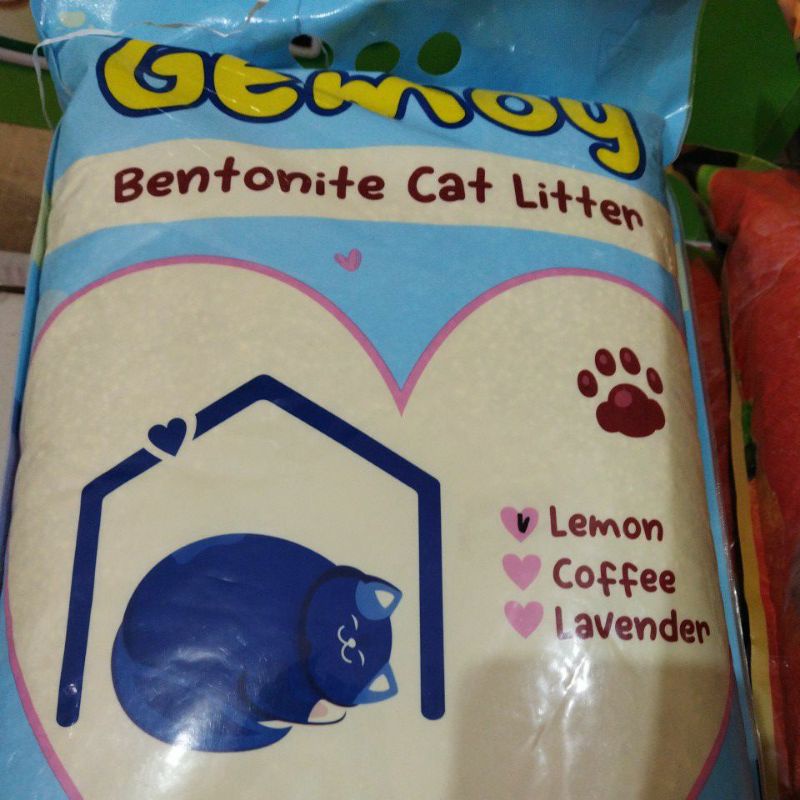 Gemoy
Bentonite Cat Litter
Lemon
Coffee
Lavender